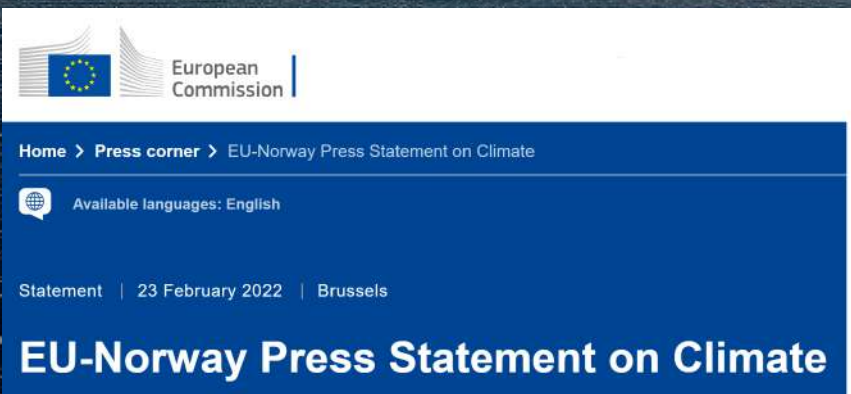 European
Commission
Home > Press corner > EU-Norway Press Statement on Climate
Available languages: English
Statement | 23 February 2022 | Brussels
EU-Norway Press Statement on Climate